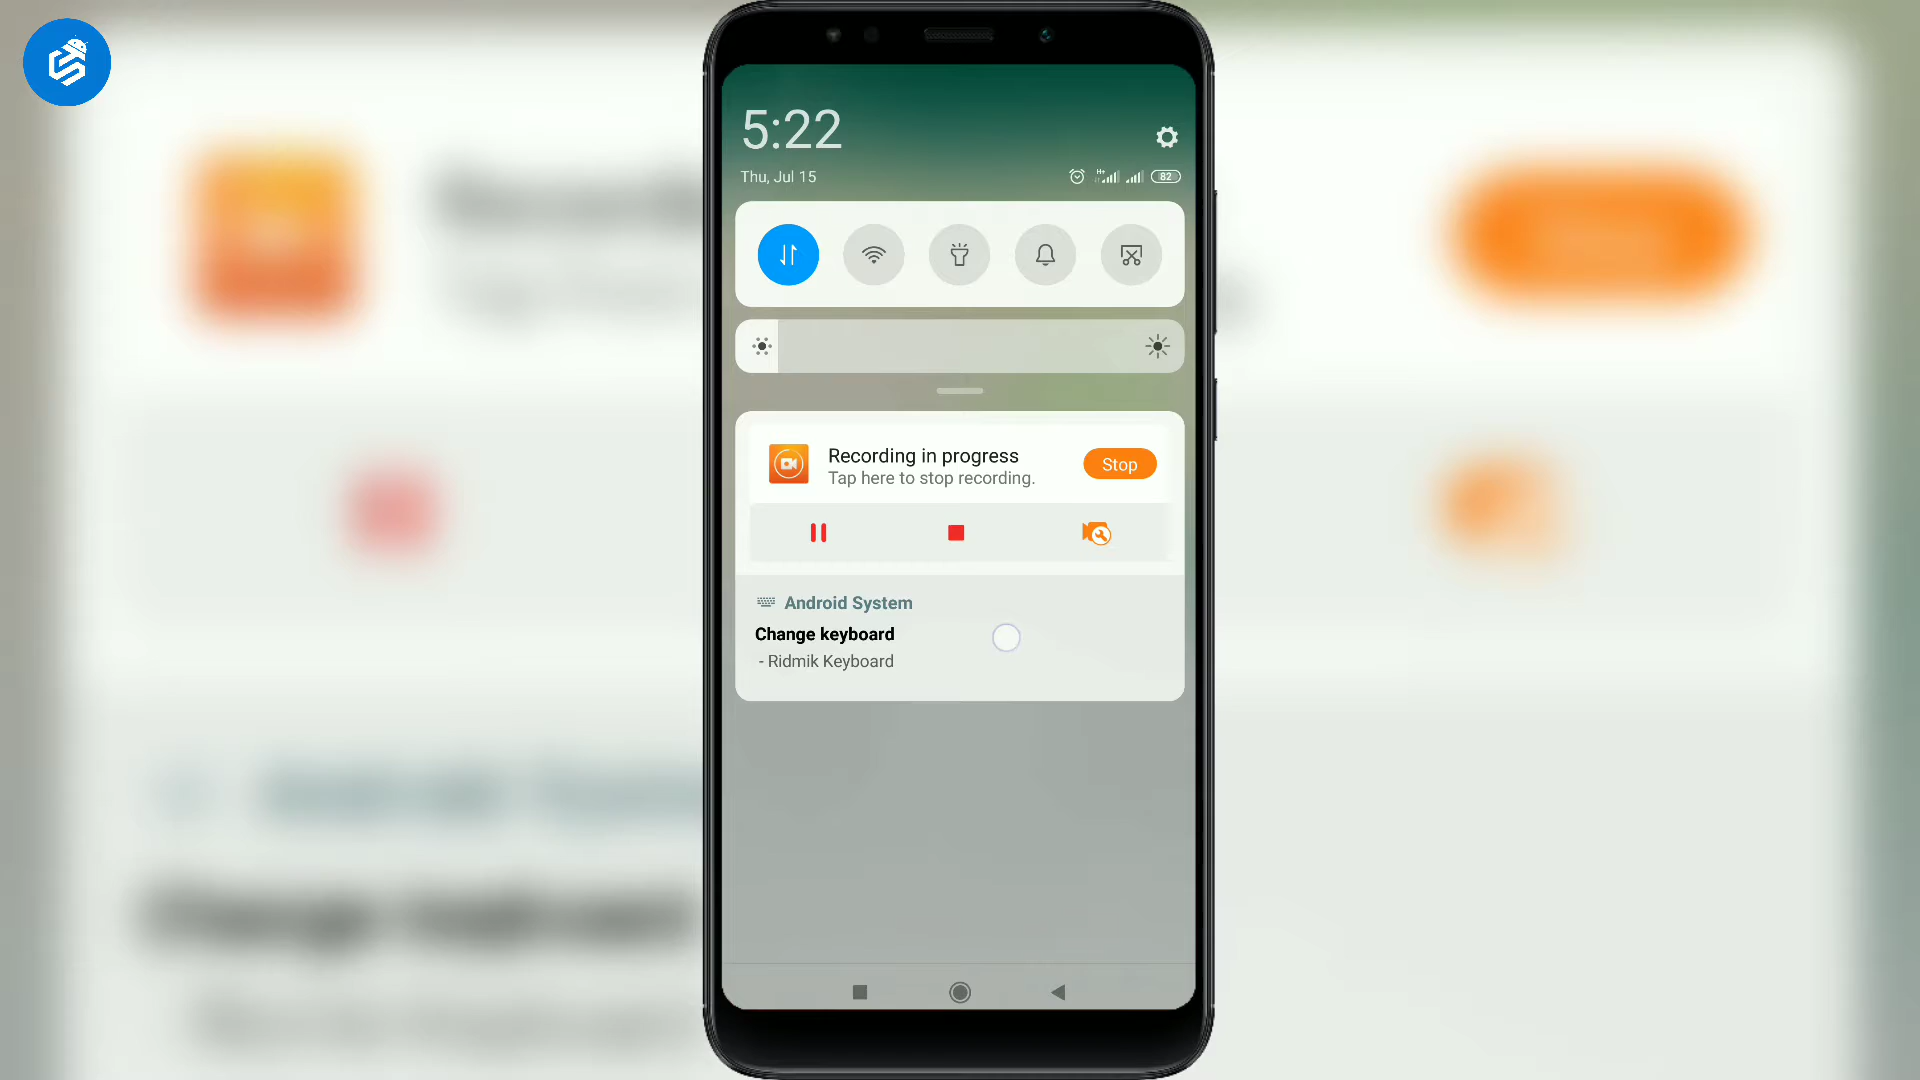 5:22
Thu, Jul 15
H+
82
Recording in progress
Tap here to stop recording.
Stop
Android System
Change keyboard
- Ridmik Keyboard